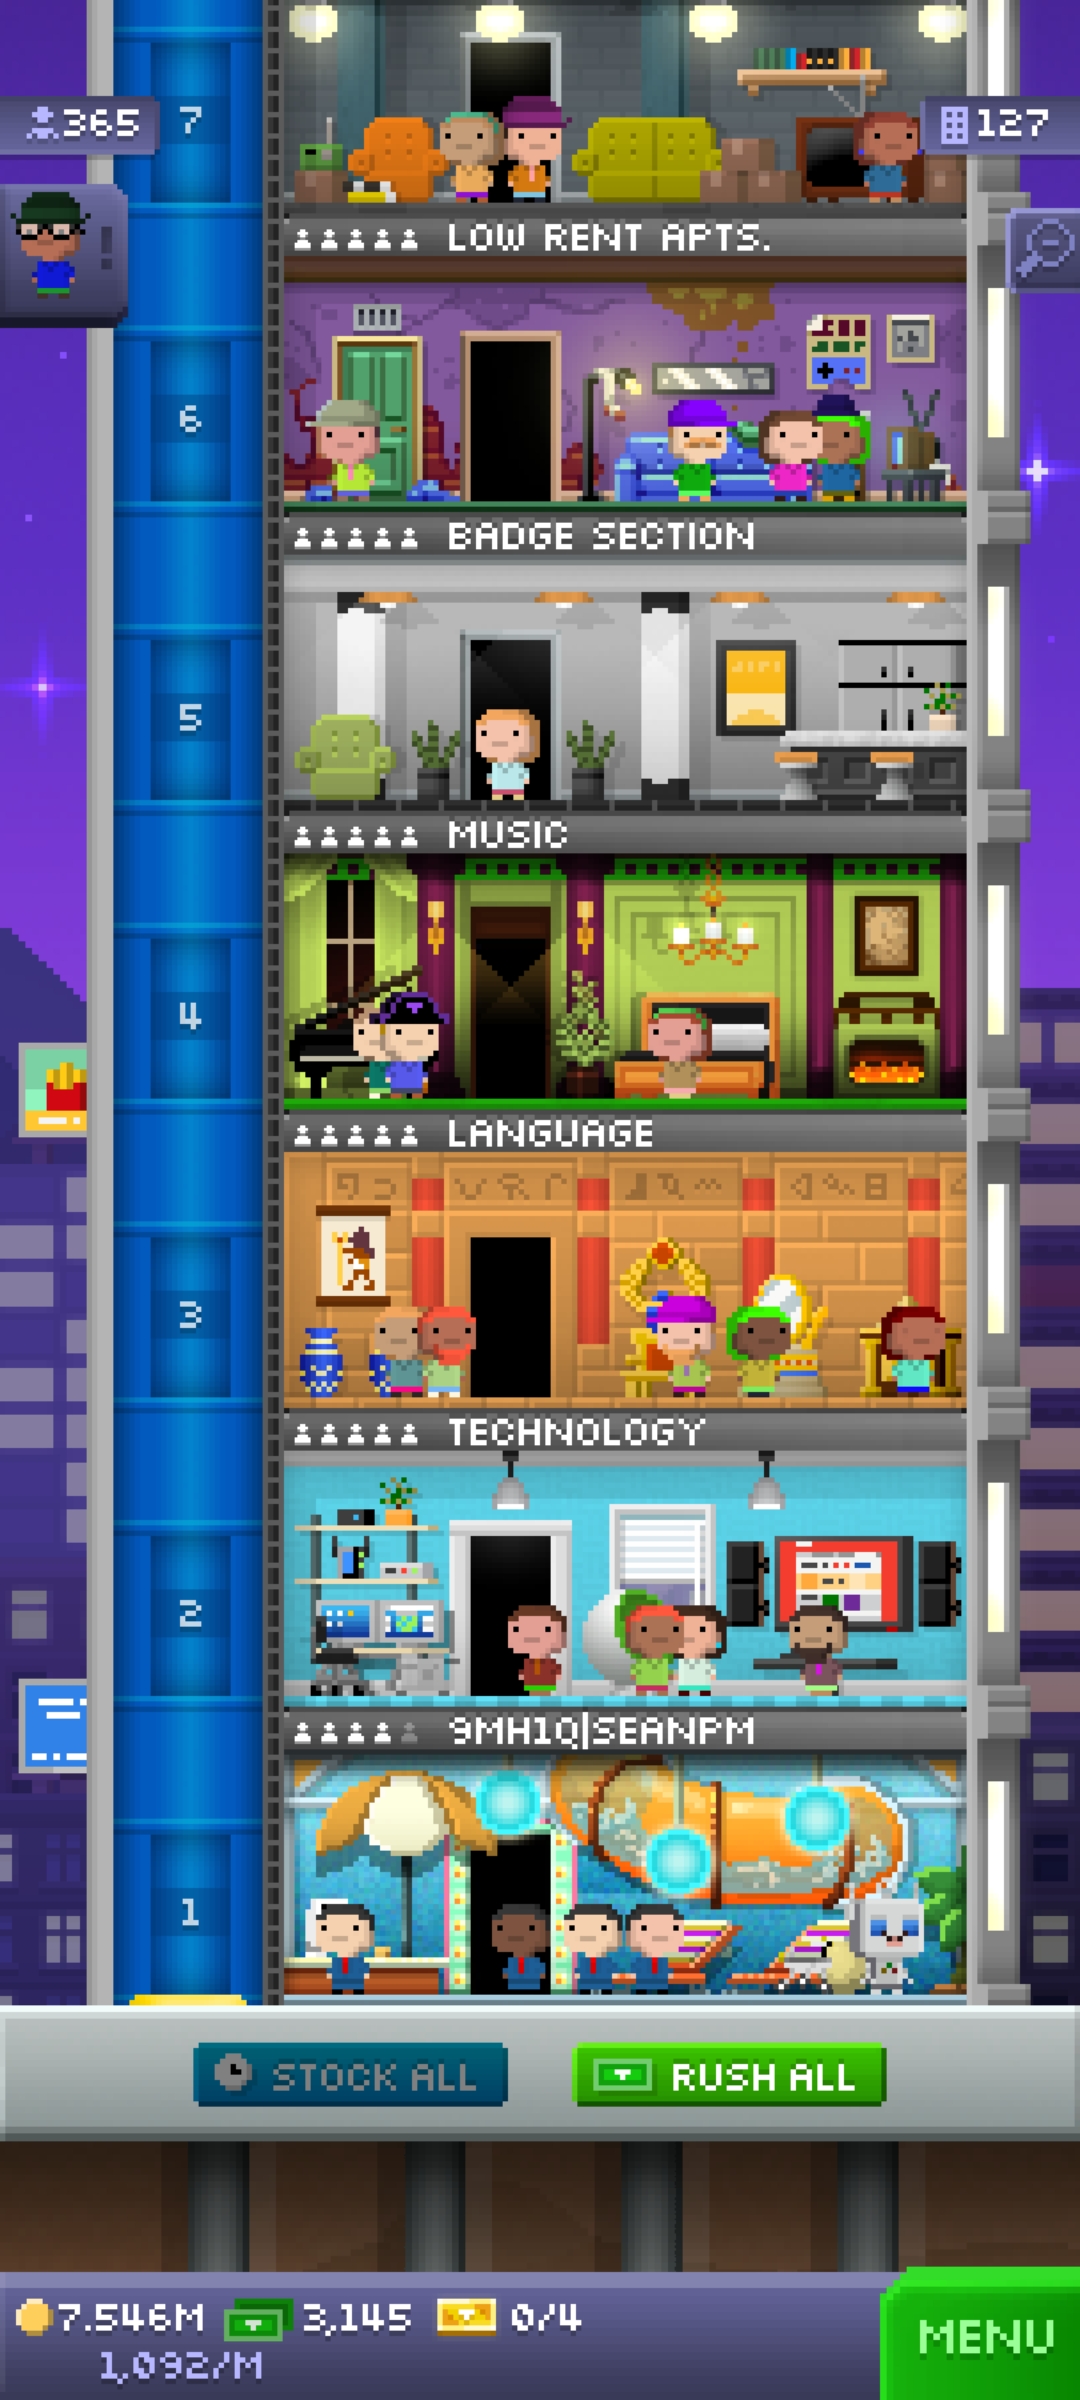 7
365
127
LOW RENT APTS.
6
BADGE SECTION
5
MUSIC
4
LANGUAGE
3
TECHNOLOGY
2
9MH1Q|SEANPM
1
STOCK ALL
RUSH ALL
7.546M
3,145
0/4
MENU
1,092/M